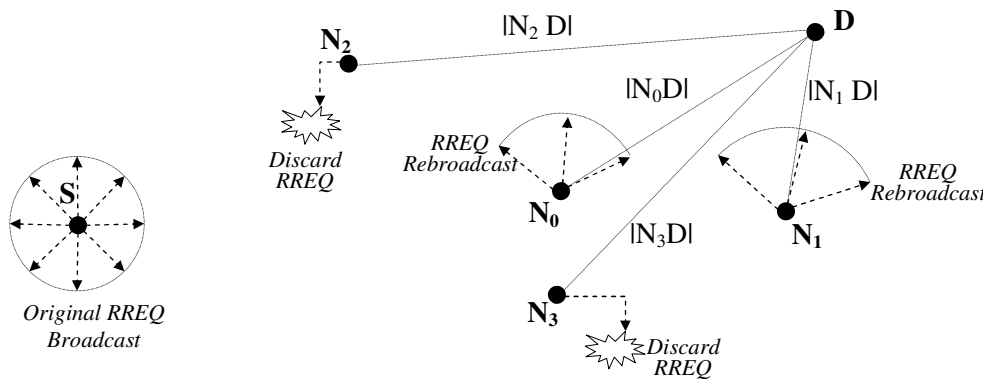 |N₂ D|
D
N₂
|N₀D|
|N₁ D|
RREQ
Rebroadcast
Discard
RREQ
RREQ
Rebroadcast
S
N₀
N₁
|N₃D|
Original RREQ
Broadcast
N₃
Discard
RREQ